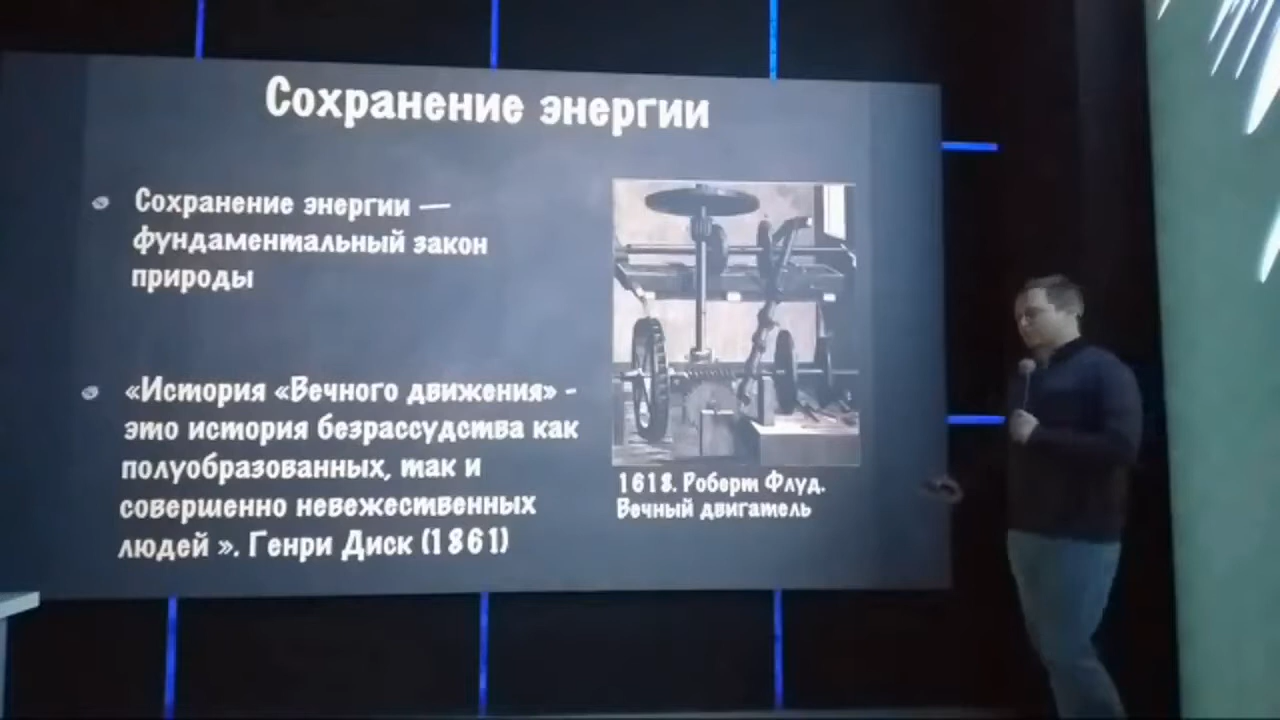 Сохранение энергии
Сохранение энергии —
фундаментальный закон
природы
«История «Вечного движения» -
это история безрассудства как
полуобразованных, так и
совершенно невежественных
людей ». Генри Диск (1861)
1618. Роберт Флуд.
Вечный двигатель